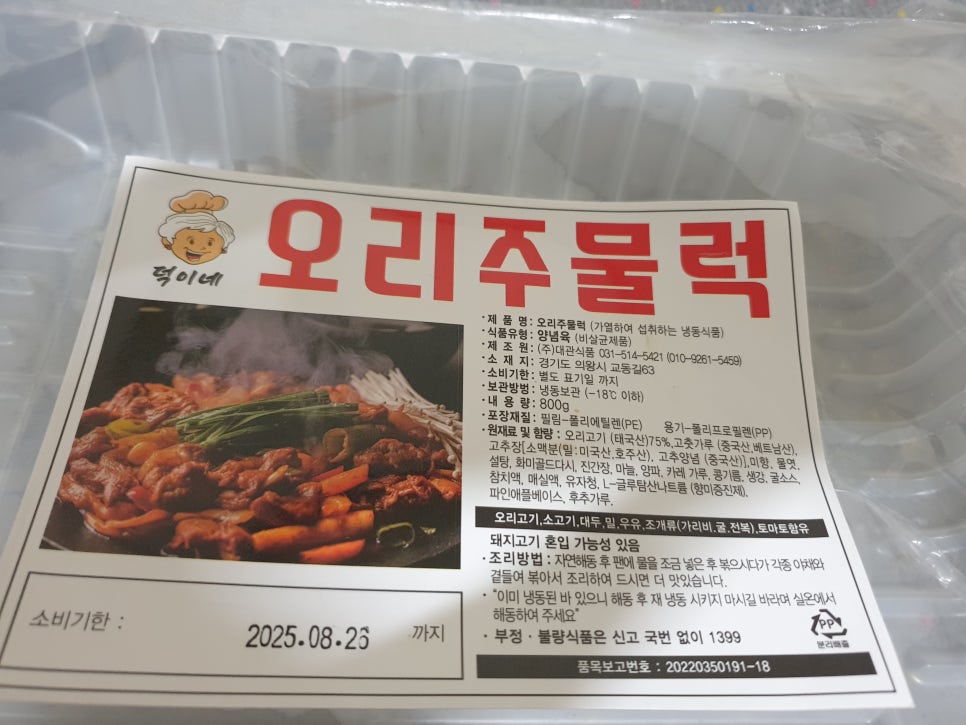 오리주물럭
떡이네
·제 품 명: 오리주물럭 (가열하여 섭취하는 냉동식품)
·식품유형: 양념육 (비살균제품)
·제 조 원: (주)대관식품 031-514-5421 (010-9261-5459)
·소 재 지: 경기도 의왕시 교동길63
·소비기한: 별도 표기일 까지
·보관방법: 냉동보관 (-18℃ 이하)
·내 용 량: 800g
·포장재질: 필림-폴리에틸렌(PE) 용기-폴리프로필렌(PP)
·원재료 및 함량: 오리고기 (태국산)75%,고춧가루 (중국산,베트남산),
고추장[소맥분(밀:미국산,호주산), 고추양념 (중국산)],미향, 물엿,
설탕, 화미골드다시, 진간장, 마늘, 양파, 카레 가루, 콩기름, 생강, 굴소스,
참치액, 매실액, 유자청, L-글루탐산나트륨 (향미증진제),
파인애플베이스, 후추가루.
오리고기,소고기,대두,밀,우유,조개류(가리비,굴,전복),토마토함유
돼지고기 혼입 가능성 있음
·조리방법 : 자연해동 후 팬에 물을 조금 넣은 후 볶으시다가 각종 야채와
곁들여 볶아서 조리하여 드시면 더 맛있습니다.
· "이미 냉동된 바 있으니 해동 후 재 냉동 시키지 마시길 바라며 실온에서
해동하여 주세요"
· 부정 · 불량식품은 신고 국번 없이 1399
PP
분리배출
품목보고번호 : 20220350191-18
소비기한 :
2025.08.26 까지